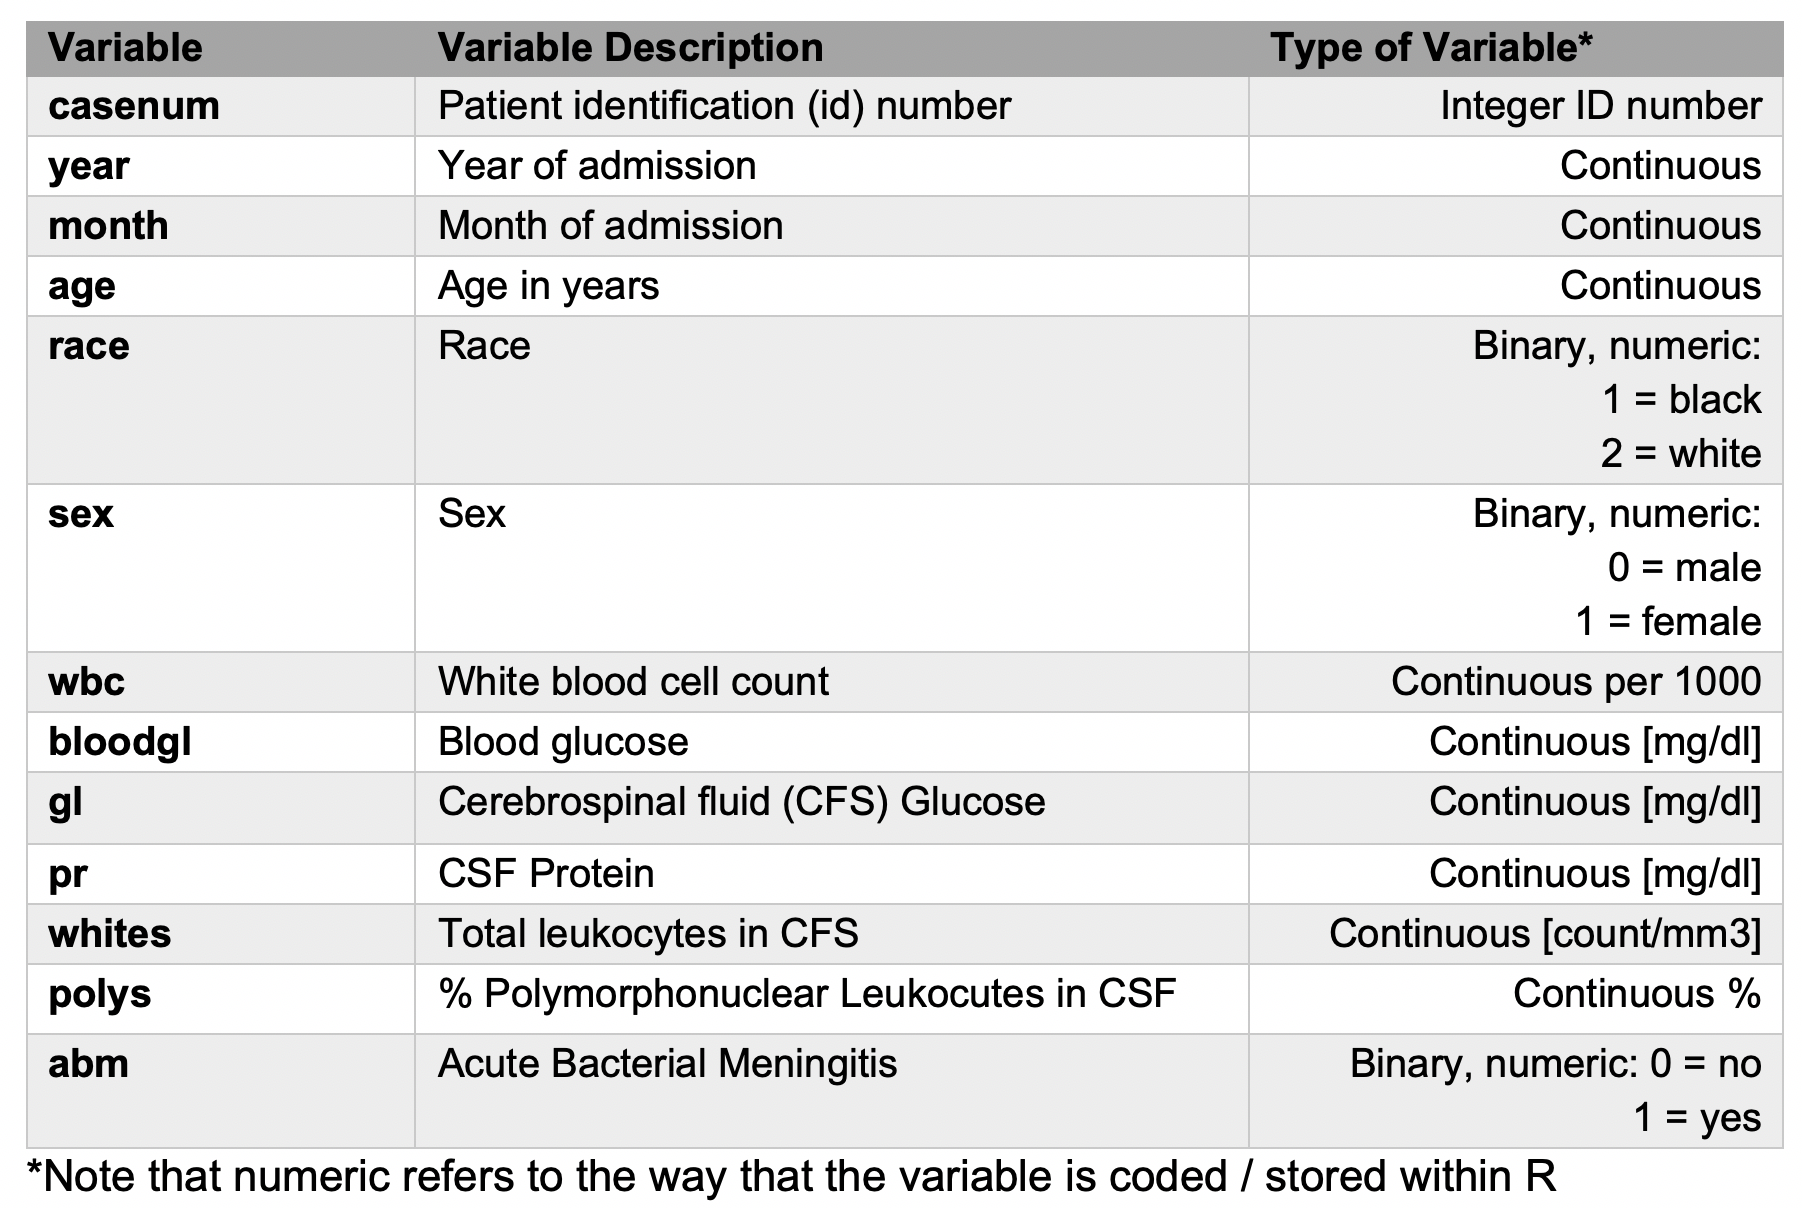 Variable Variable Description Type of Variable*
casenum Patient identification (id) number Integer ID number
year Year of admission Continuous
month Month of admission Continuous
age Age in years Continuous
race Race Binary, numeric:
1 = black
2 = white
sex Sex Binary, numeric:
0 = male
1 = female
wbc White blood cell count Continuous per 1000
bloodgl Blood glucose Continuous [mg/dl]
gl Cerebrospinal fluid (CFS) Glucose Continuous [mg/dl]
pr CSF Protein Continuous [mg/dl]
whites Total leukocytes in CFS Continuous [count/mm3]
polys % Polymorphonuclear Leukocutes in CSF Continuous %
abm Acute Bacterial Meningitis Binary, numeric: 0 = no
1 = yes
*Note that numeric refers to the way that the variable is coded / stored within R